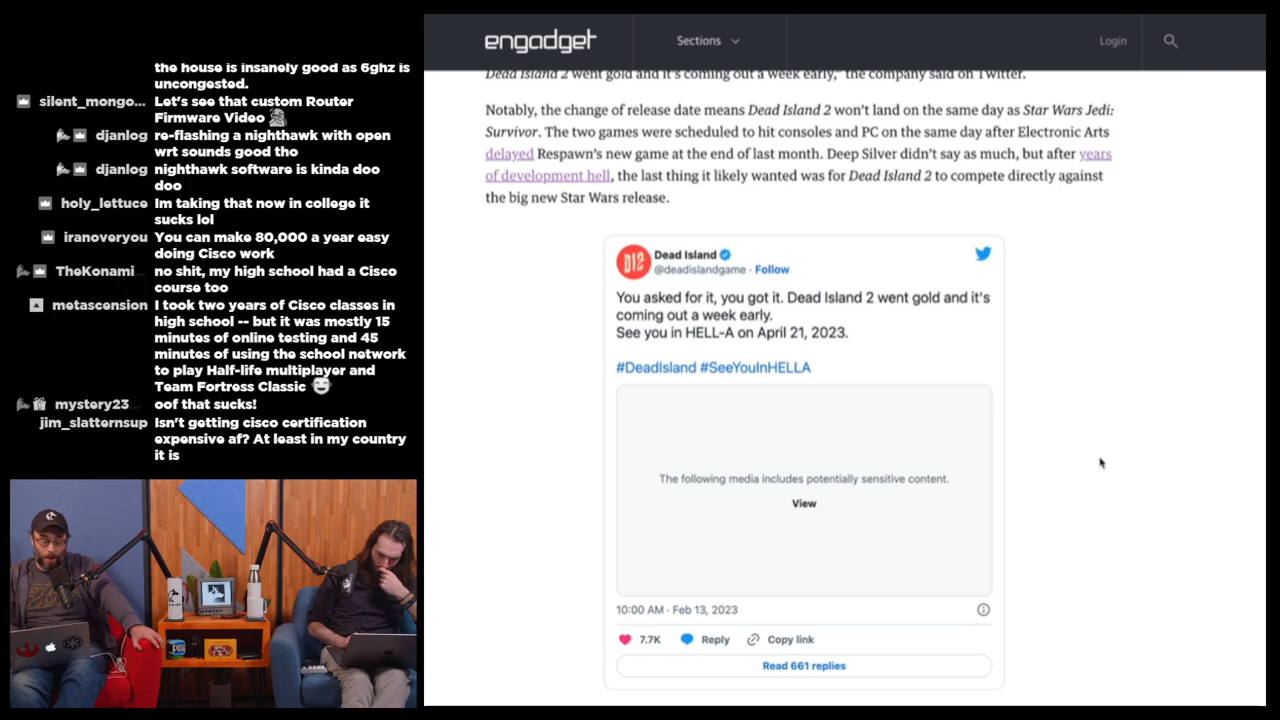 the house is insanely good as 6ghz is
uncongested.
silent_mongo... Let's see that custom Router
Firmware Video
djanlog re-flashing a nighthawk with open
wrt sounds good tho
djanlog nighthawk software is kinda doo
doo
holy_lettuce Im taking that now in college it
sucks lol
iranoveryou You can make 80,000 a year easy
doing Cisco work
TheKonami... no shit, my high school had a Cisco
course too
metascension I took two years of Cisco classes in
high school -- but it was mostly 15
minutes of online testing and 45
minutes of using the school network
to play Half-life multiplayer and
Team Fortress Classic
mystery23... oof that sucks!
jim_slatternsup Isn't getting cisco certification
expensive af? At least in my country
it is
engadget
Sections
Login
Dead Island 2 went gold and it's coming out a week early," the company said on Twitter.
Notably, the change of release date means Dead Island 2 won't land on the same day as Star Wars Jedi:
Survivor. The two games were scheduled to hit consoles and PC on the same day after Electronic Arts
delayed Respawn's new game at the end of last month. Deep Silver didn't say as much, but after years
of development hell, the last thing it likely wanted was for Dead Island 2 to compete directly against
the big new Star Wars release.
DI2
Dead Island
@deadislandgame · Follow
You asked for it, you got it. Dead Island 2 went gold and it's
coming out a week early.
See you in HELL-A on April 21, 2023.
#DeadIsland #SeeYouInHELLA
The following media includes potentially sensitive content.
View
10:00 AM · Feb 13, 2023
7.7K Reply Copy link
Read 661 replies